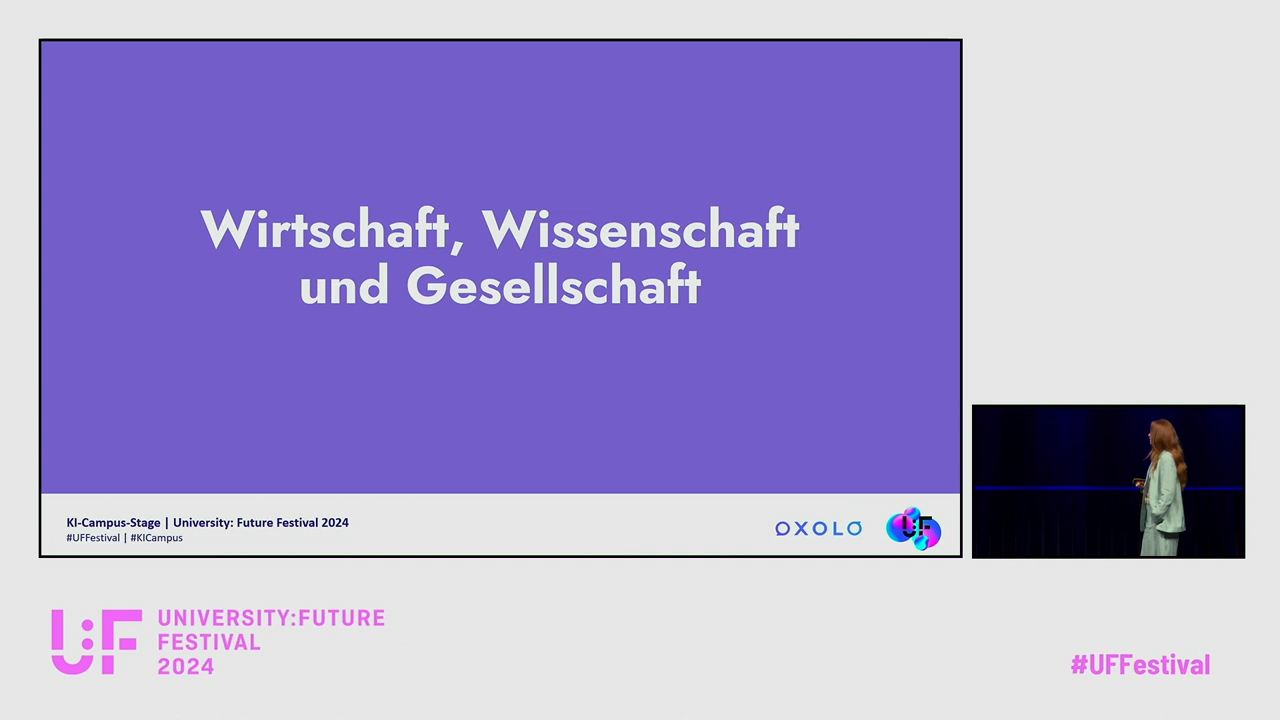 Wirtschaft, Wissenschaft
und Gesellschaft
KI-Campus-Stage | University: Future Festival 2024
#UFFestival | #KICampus
OXOLO
U:F
U:F
UNIVERSITY:FUTURE
FESTIVAL
2024
#UFFestival